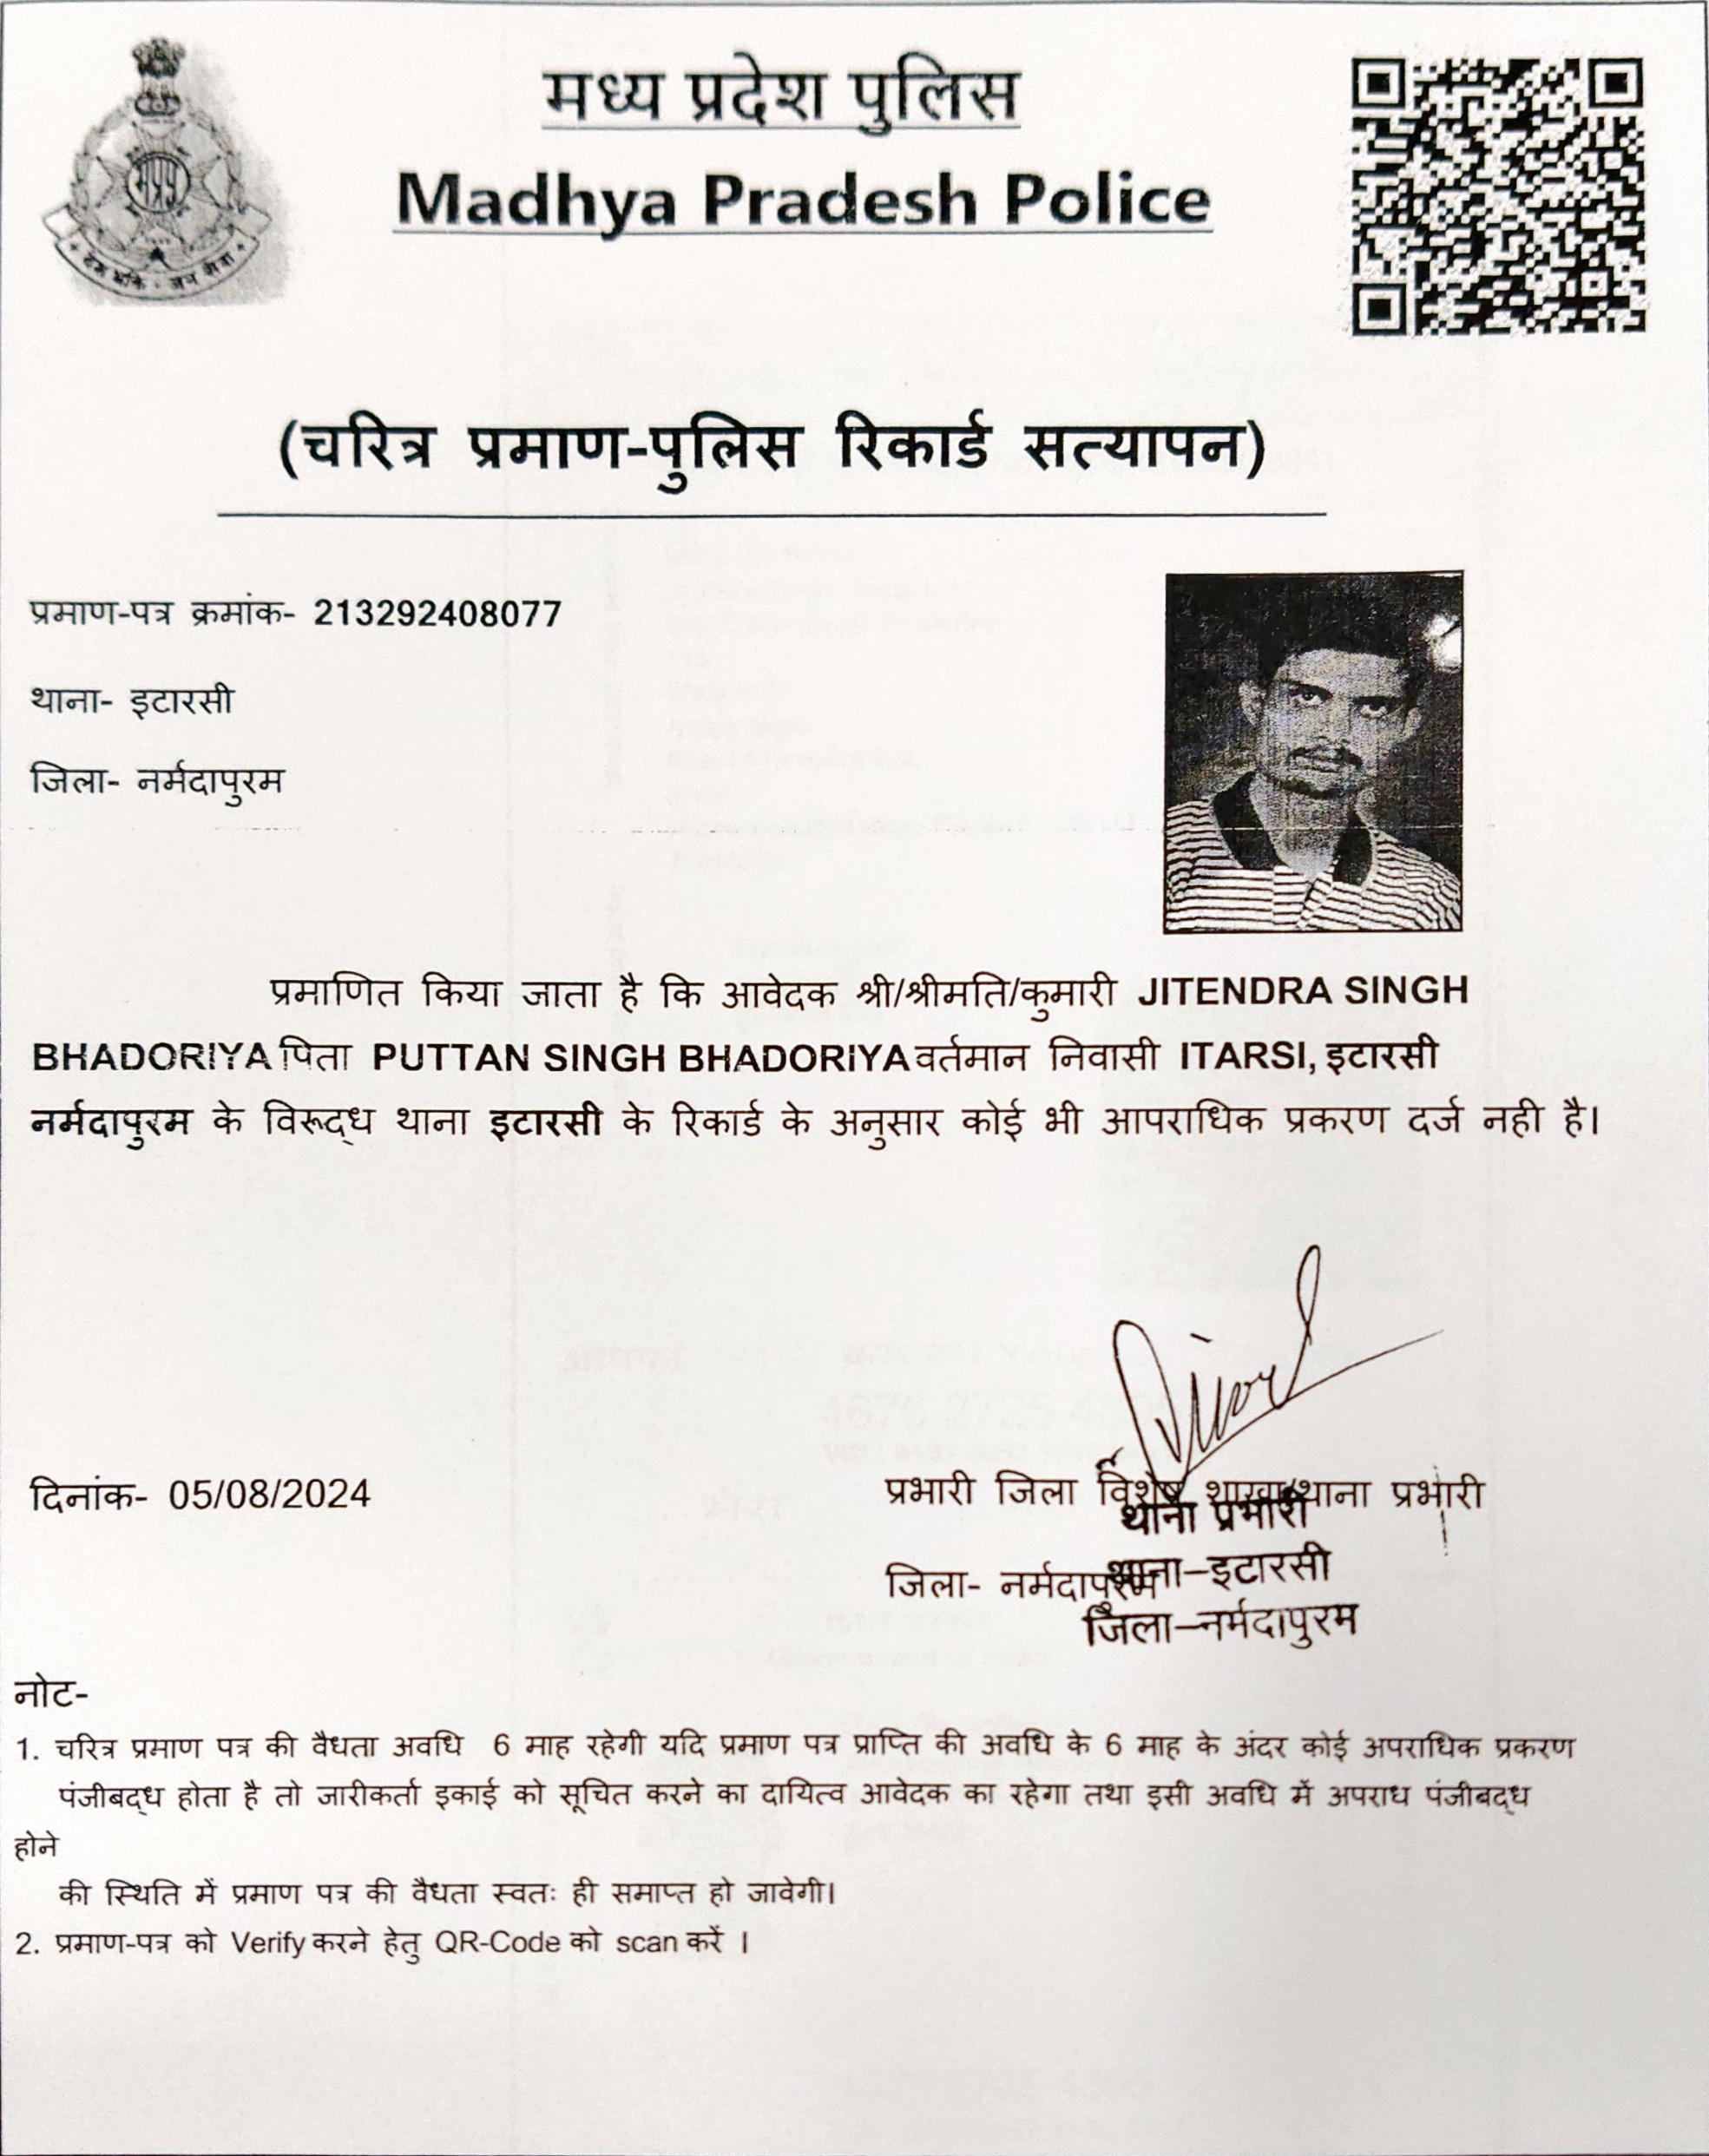 मध्य प्रदेश पुलिस
Madhya Pradesh Police
(चरित्र प्रमाण-पुलिस रिकार्ड सत्यापन)
प्रमाण-पत्र क्रमांक- 213292408077
थाना- इटारसी
जिला- नर्मदापुरम
प्रमाणित किया जाता है कि आवेदक श्री/श्रीमति/कुमारी JITENDRA SINGH
BHADORIYA पिता PUTTAN SINGH BHADORIYA वर्तमान निवासी ITARSI, इटारसी
नर्मदापुरम के विरूद्ध थाना इटारसी के रिकार्ड के अनुसार कोई भी आपराधिक प्रकरण दर्ज नही है।
दिनांक- 05/08/2024
प्रभारी जिला विशेष शाखा/थाना प्रभारी
थाना प्रभारी
जिला- नर्मदापुरम
थाना-इटारसी
जिला-नर्मदापुरम
नोट-
1. चरित्र प्रमाण पत्र की वैधता अवधि 6 माह रहेगी यदि प्रमाण पत्र प्राप्ति की अवधि के 6 माह के अंदर कोई अपराधिक प्रकरण
पंजीबद्ध होता है तो जारीकर्ता इकाई को सूचित करने का दायित्व आवेदक का रहेगा तथा इसी अवधि में अपराध पंजीबद्ध
होने
की स्थिति में प्रमाण पत्र की वैधता स्वतः ही समाप्त हो जावेगी।
2. प्रमाण-पत्र को Verify करने हेतु QR-Code को scan करें ।